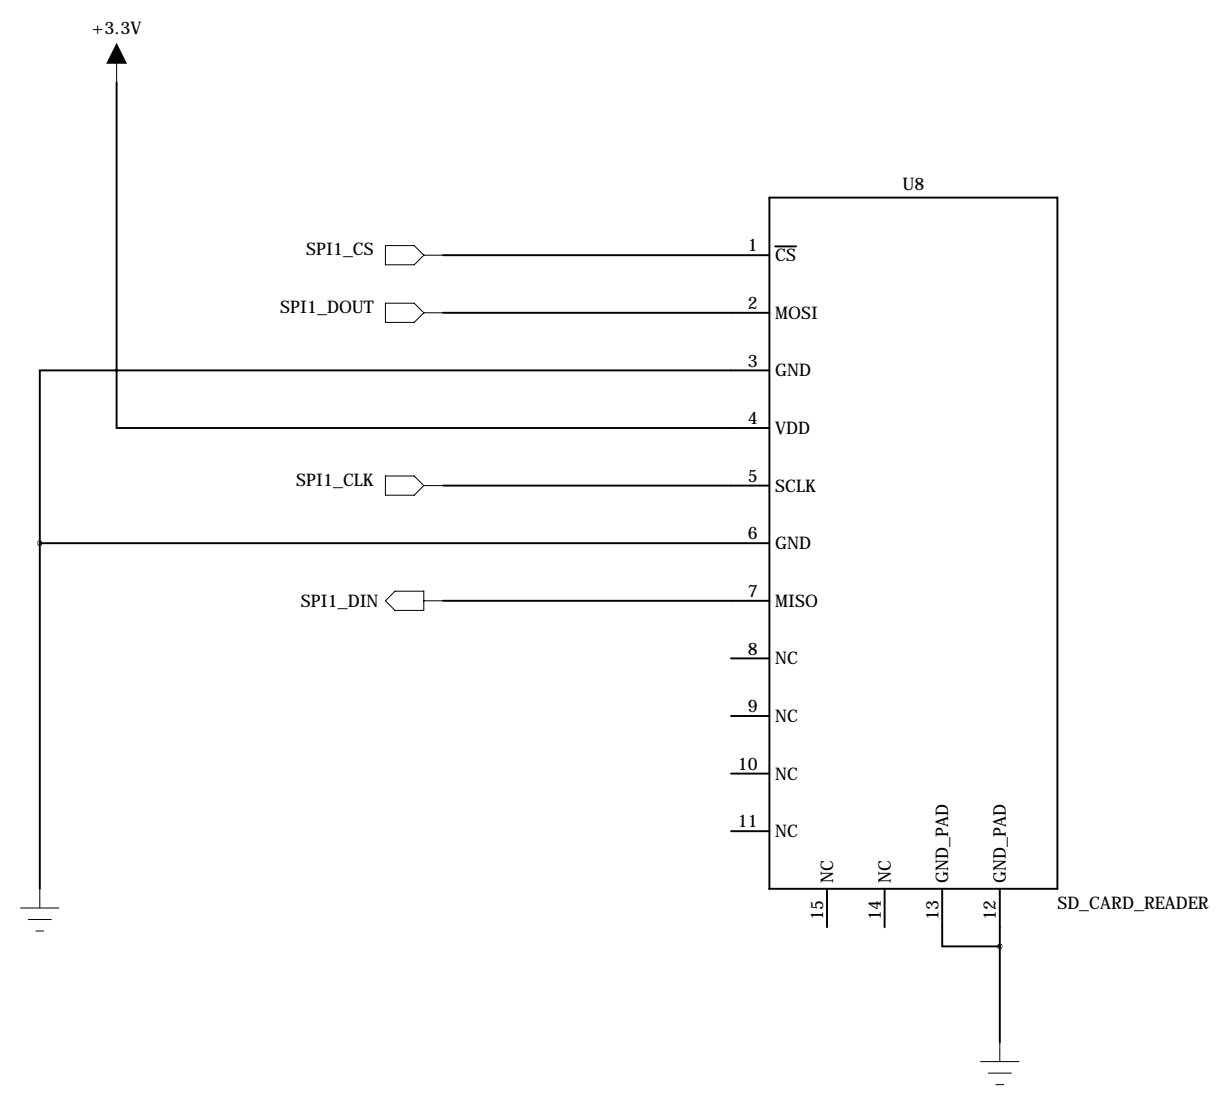 +3.3V
U8
SPI1_CS
1
CS
SPI1_DOUT
2
MOSI
3
GND
4
VDD
SPI1_CLK
5
SCLK
6
GND
SPI1_DIN
7
MISO
8
NC
9
NC
10
NC
11
NC
NC
NC
GND_PAD
GND_PAD
15
14
13
12
SD_CARD_READER